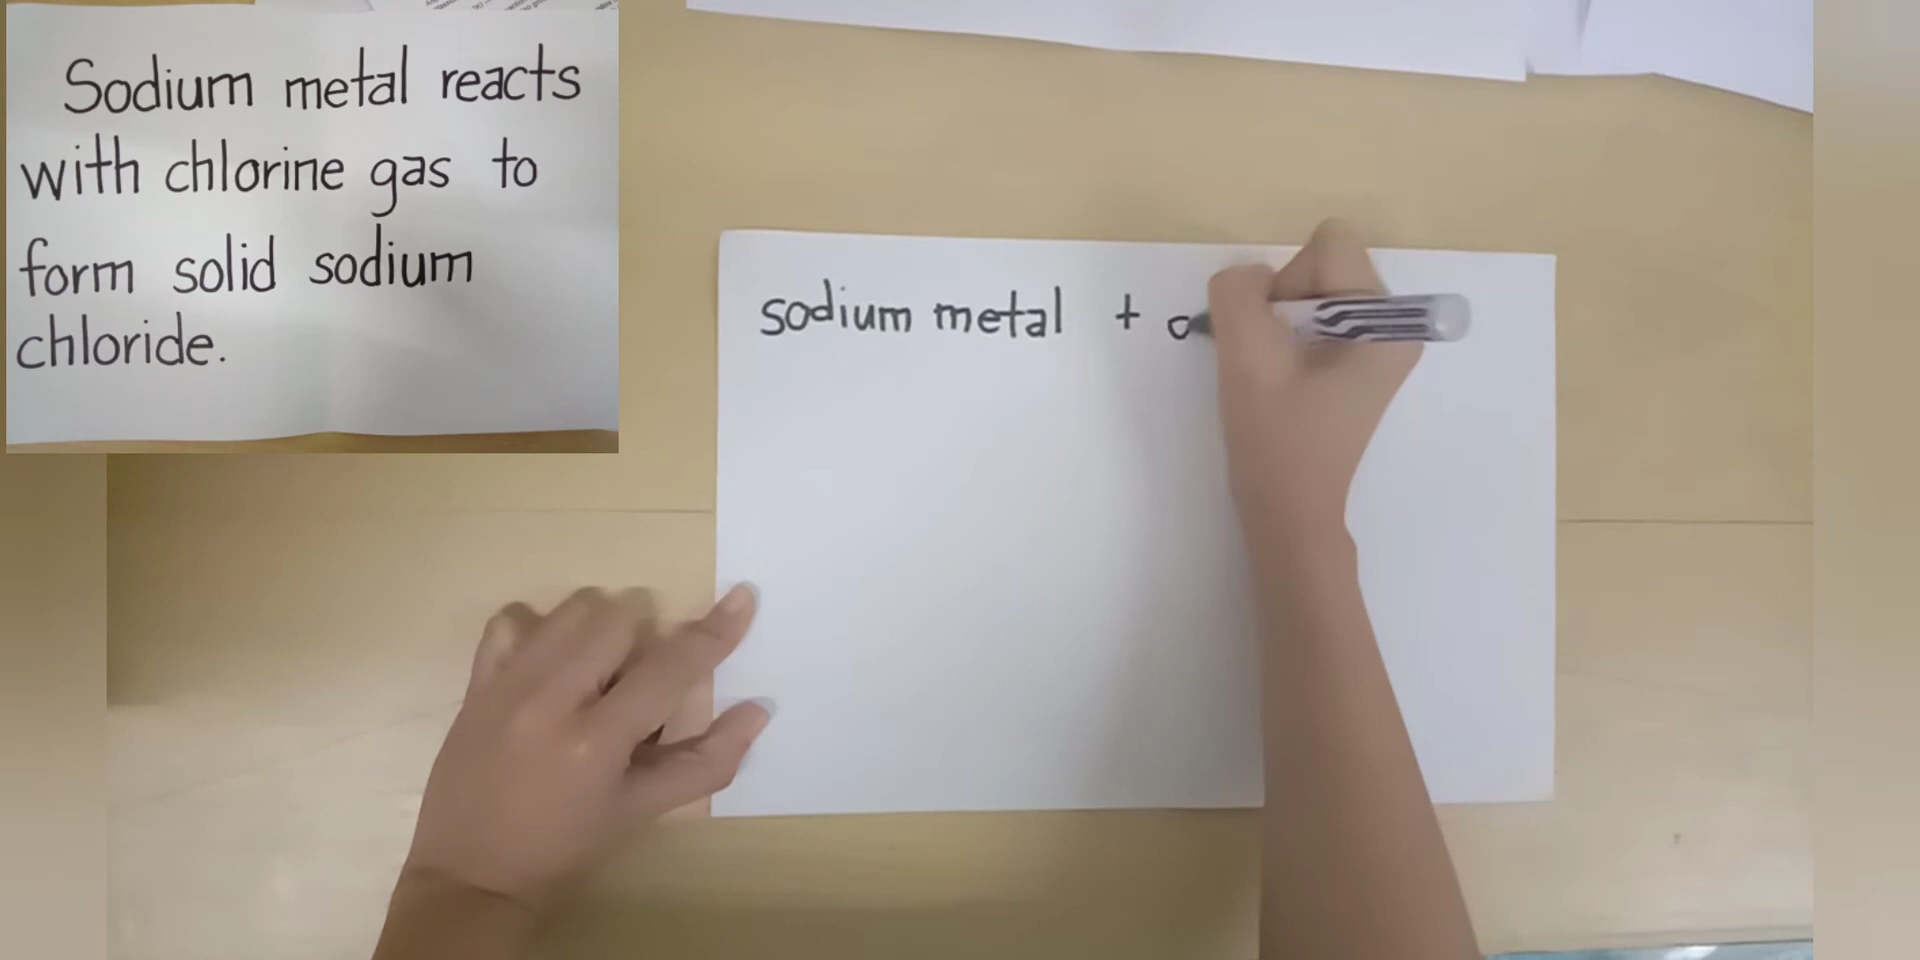 Sodium metal reacts
with chlorine gas to
form solid sodium
chloride.
sodium metal +